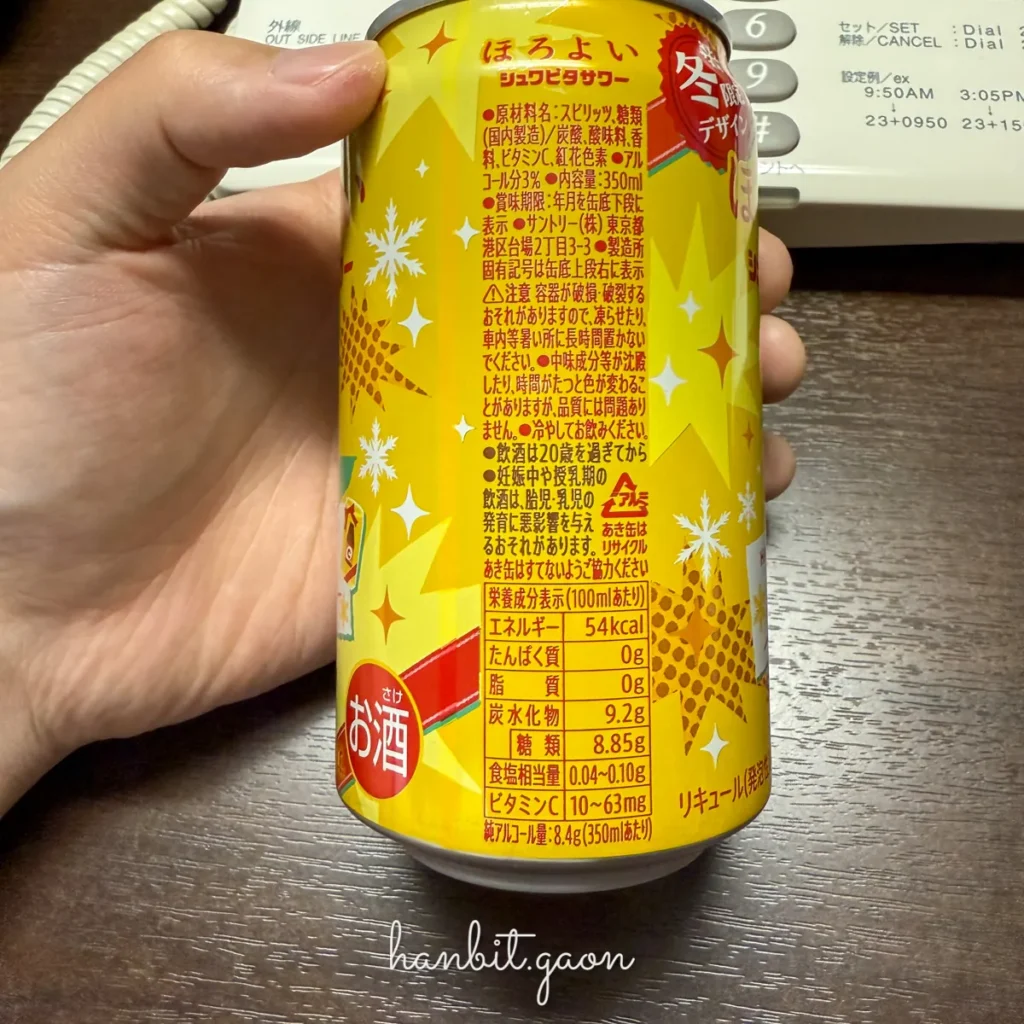 外線
OUT SIDE LINE
6
9
#
セット/SET : Dial 2
解除/CANCEL : Dial
設定例/ex
9:50AM 3:05PM
↓ ↓
23+0950 23+15
ほろよい
シュワビタサワー
冬
限定
デザイン
ほ
●原材料名:スピリッツ、糖類
(国内製造)/炭酸、酸味料、香
料、ビタミンC、紅花色素 ●アル
コール分3% ●内容量:350ml
●賞味期限:年月を缶底下段に
表示 ●サントリー(株) 東京都
港区台場2丁目3-3 ●製造所
固有記号は缶底上段右に表示
⚠注意 容器が破損・破裂する
おそれがありますので、凍らせたり、
車内等暑い所に長時間置かない
でください。●中味成分等が沈殿
したり、時間がたつと色が変わるこ
とがありますが、品質には問題あり
ません。●冷やしてお飲みください。
●飲酒は20歳を過ぎてから
●妊娠中や授乳期の
飲酒は、胎児・乳児の
発育に悪影響を与え
るおそれがあります。
アルミ
あき缶は
リサイクル
あき缶はすてないようご協力ください
栄養成分表示(100mlあたり)
エネルギー 54kcal
たんぱく質 0g
脂質 0g
炭水化物 9.2g
糖類 8.85g
食塩相当量 0.04~0.10g
ビタミンC 10~63mg
純アルコール量:8.4g(350mlあたり)
さけ
お酒
リキュール(発泡性
hanbit.gaon